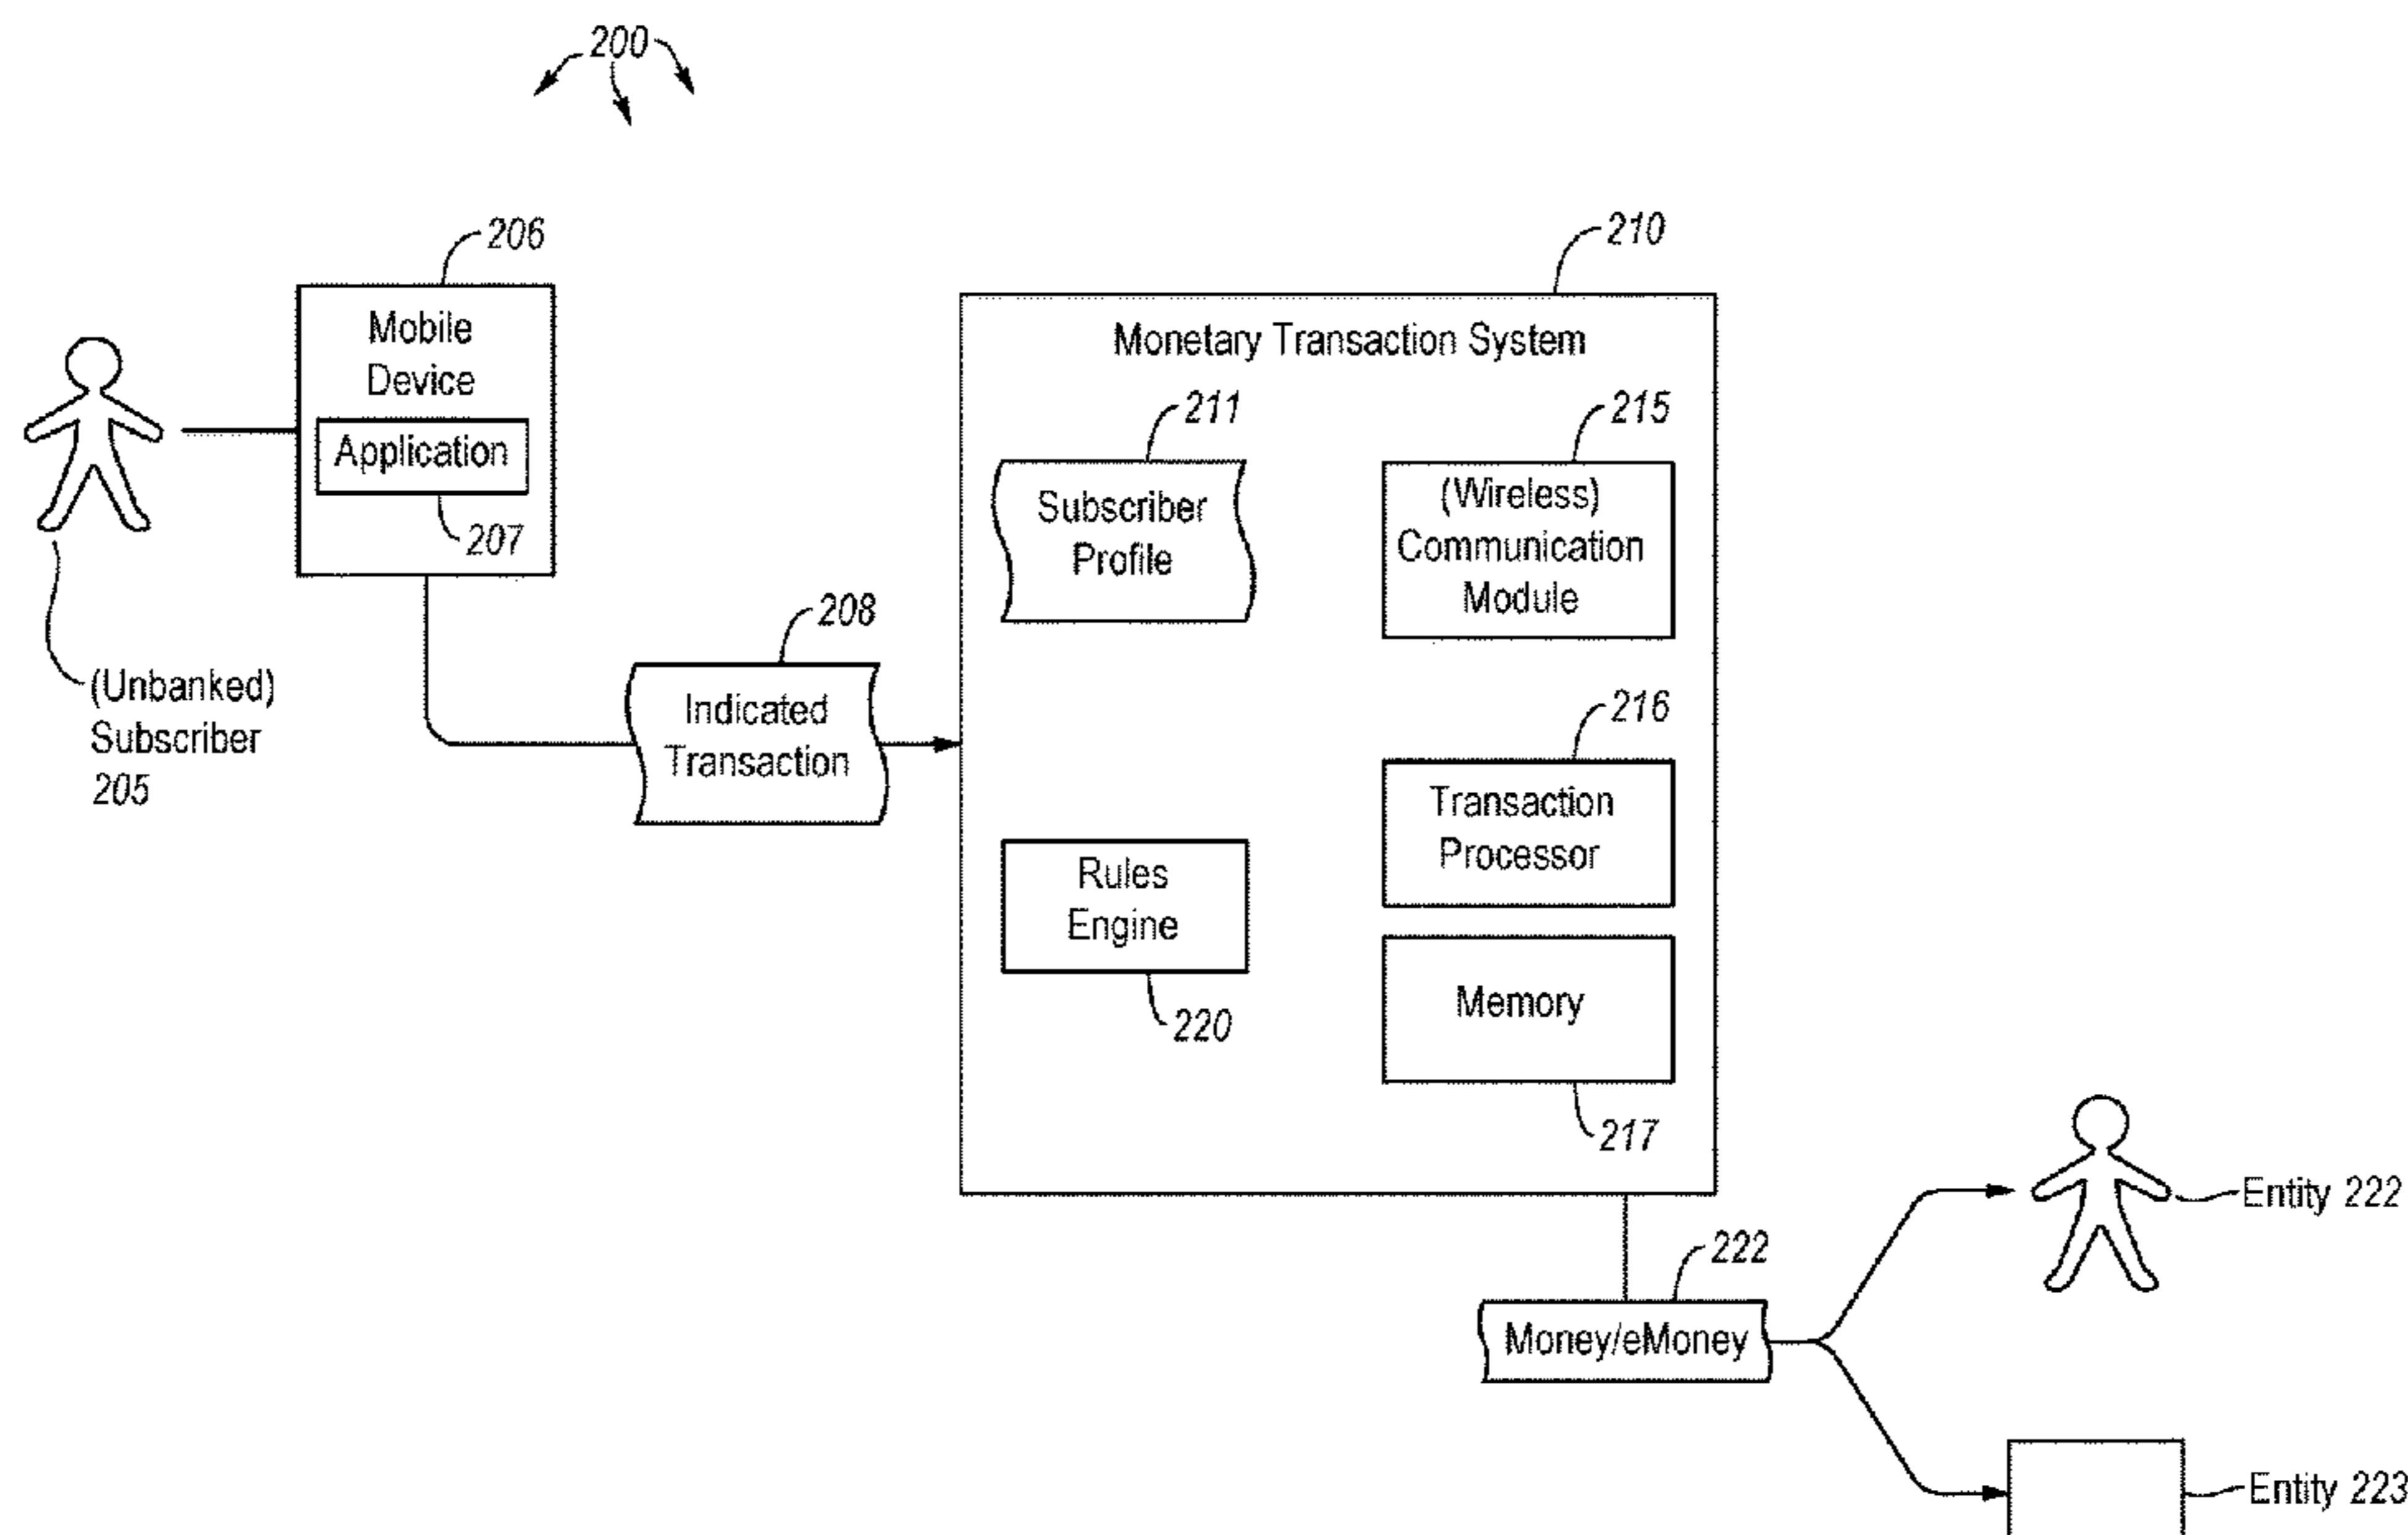 200
206
Mobile
Device
Application
207
(Unbanked)
Subscriber
205
208
Indicated
Transaction
210
Monetary Transaction System
211
Subscriber
Profile
215
(Wireless)
Communication
Module
216
Transaction
Processor
Rules
Engine
220
Memory
217
222
Money/eMoney
Entity 222
Entity 223